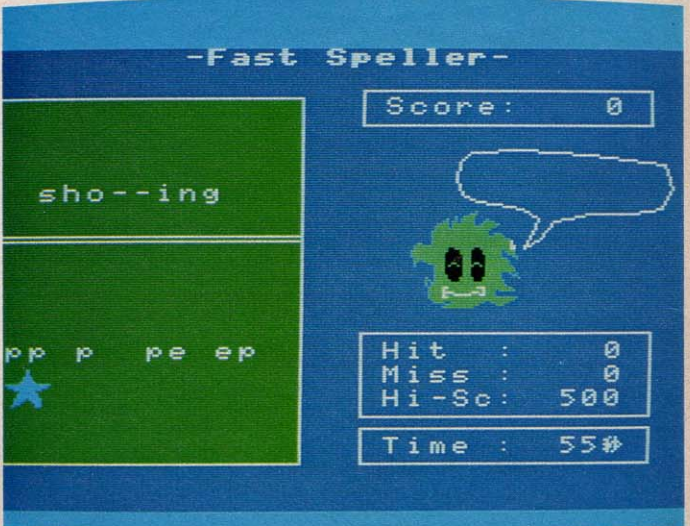 -Fast Speller-
Score: 0
sho--ing
pp p pe ep
Hit : 0
Miss : 0
Hi-Sc: 500
Time : 55秒